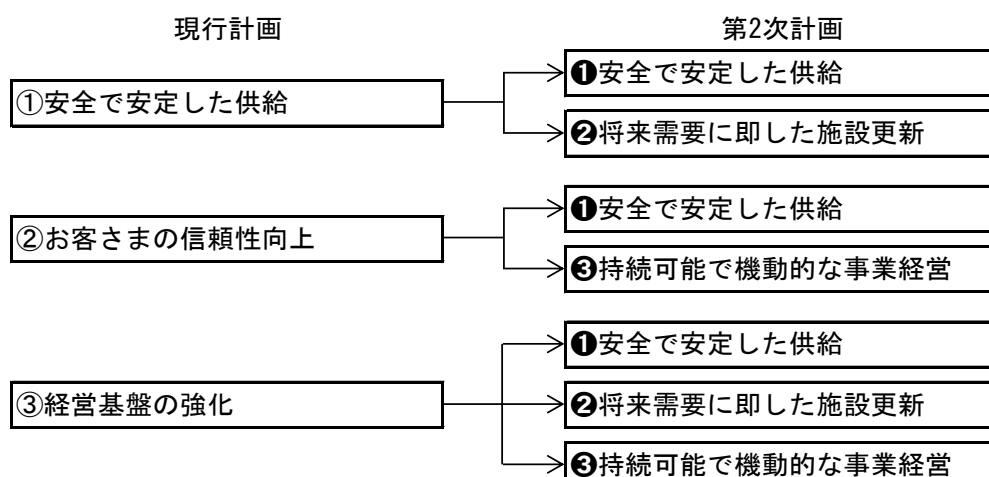 現行計画
第2次計画
①安全で安定した供給
❶安全で安定した供給
❷将来需要に即した施設更新
②お客さまの信頼性向上
❶安全で安定した供給
❸持続可能で機動的な事業経営
③経営基盤の強化
❶安全で安定した供給
❷将来需要に即した施設更新
❸持続可能で機動的な事業経営